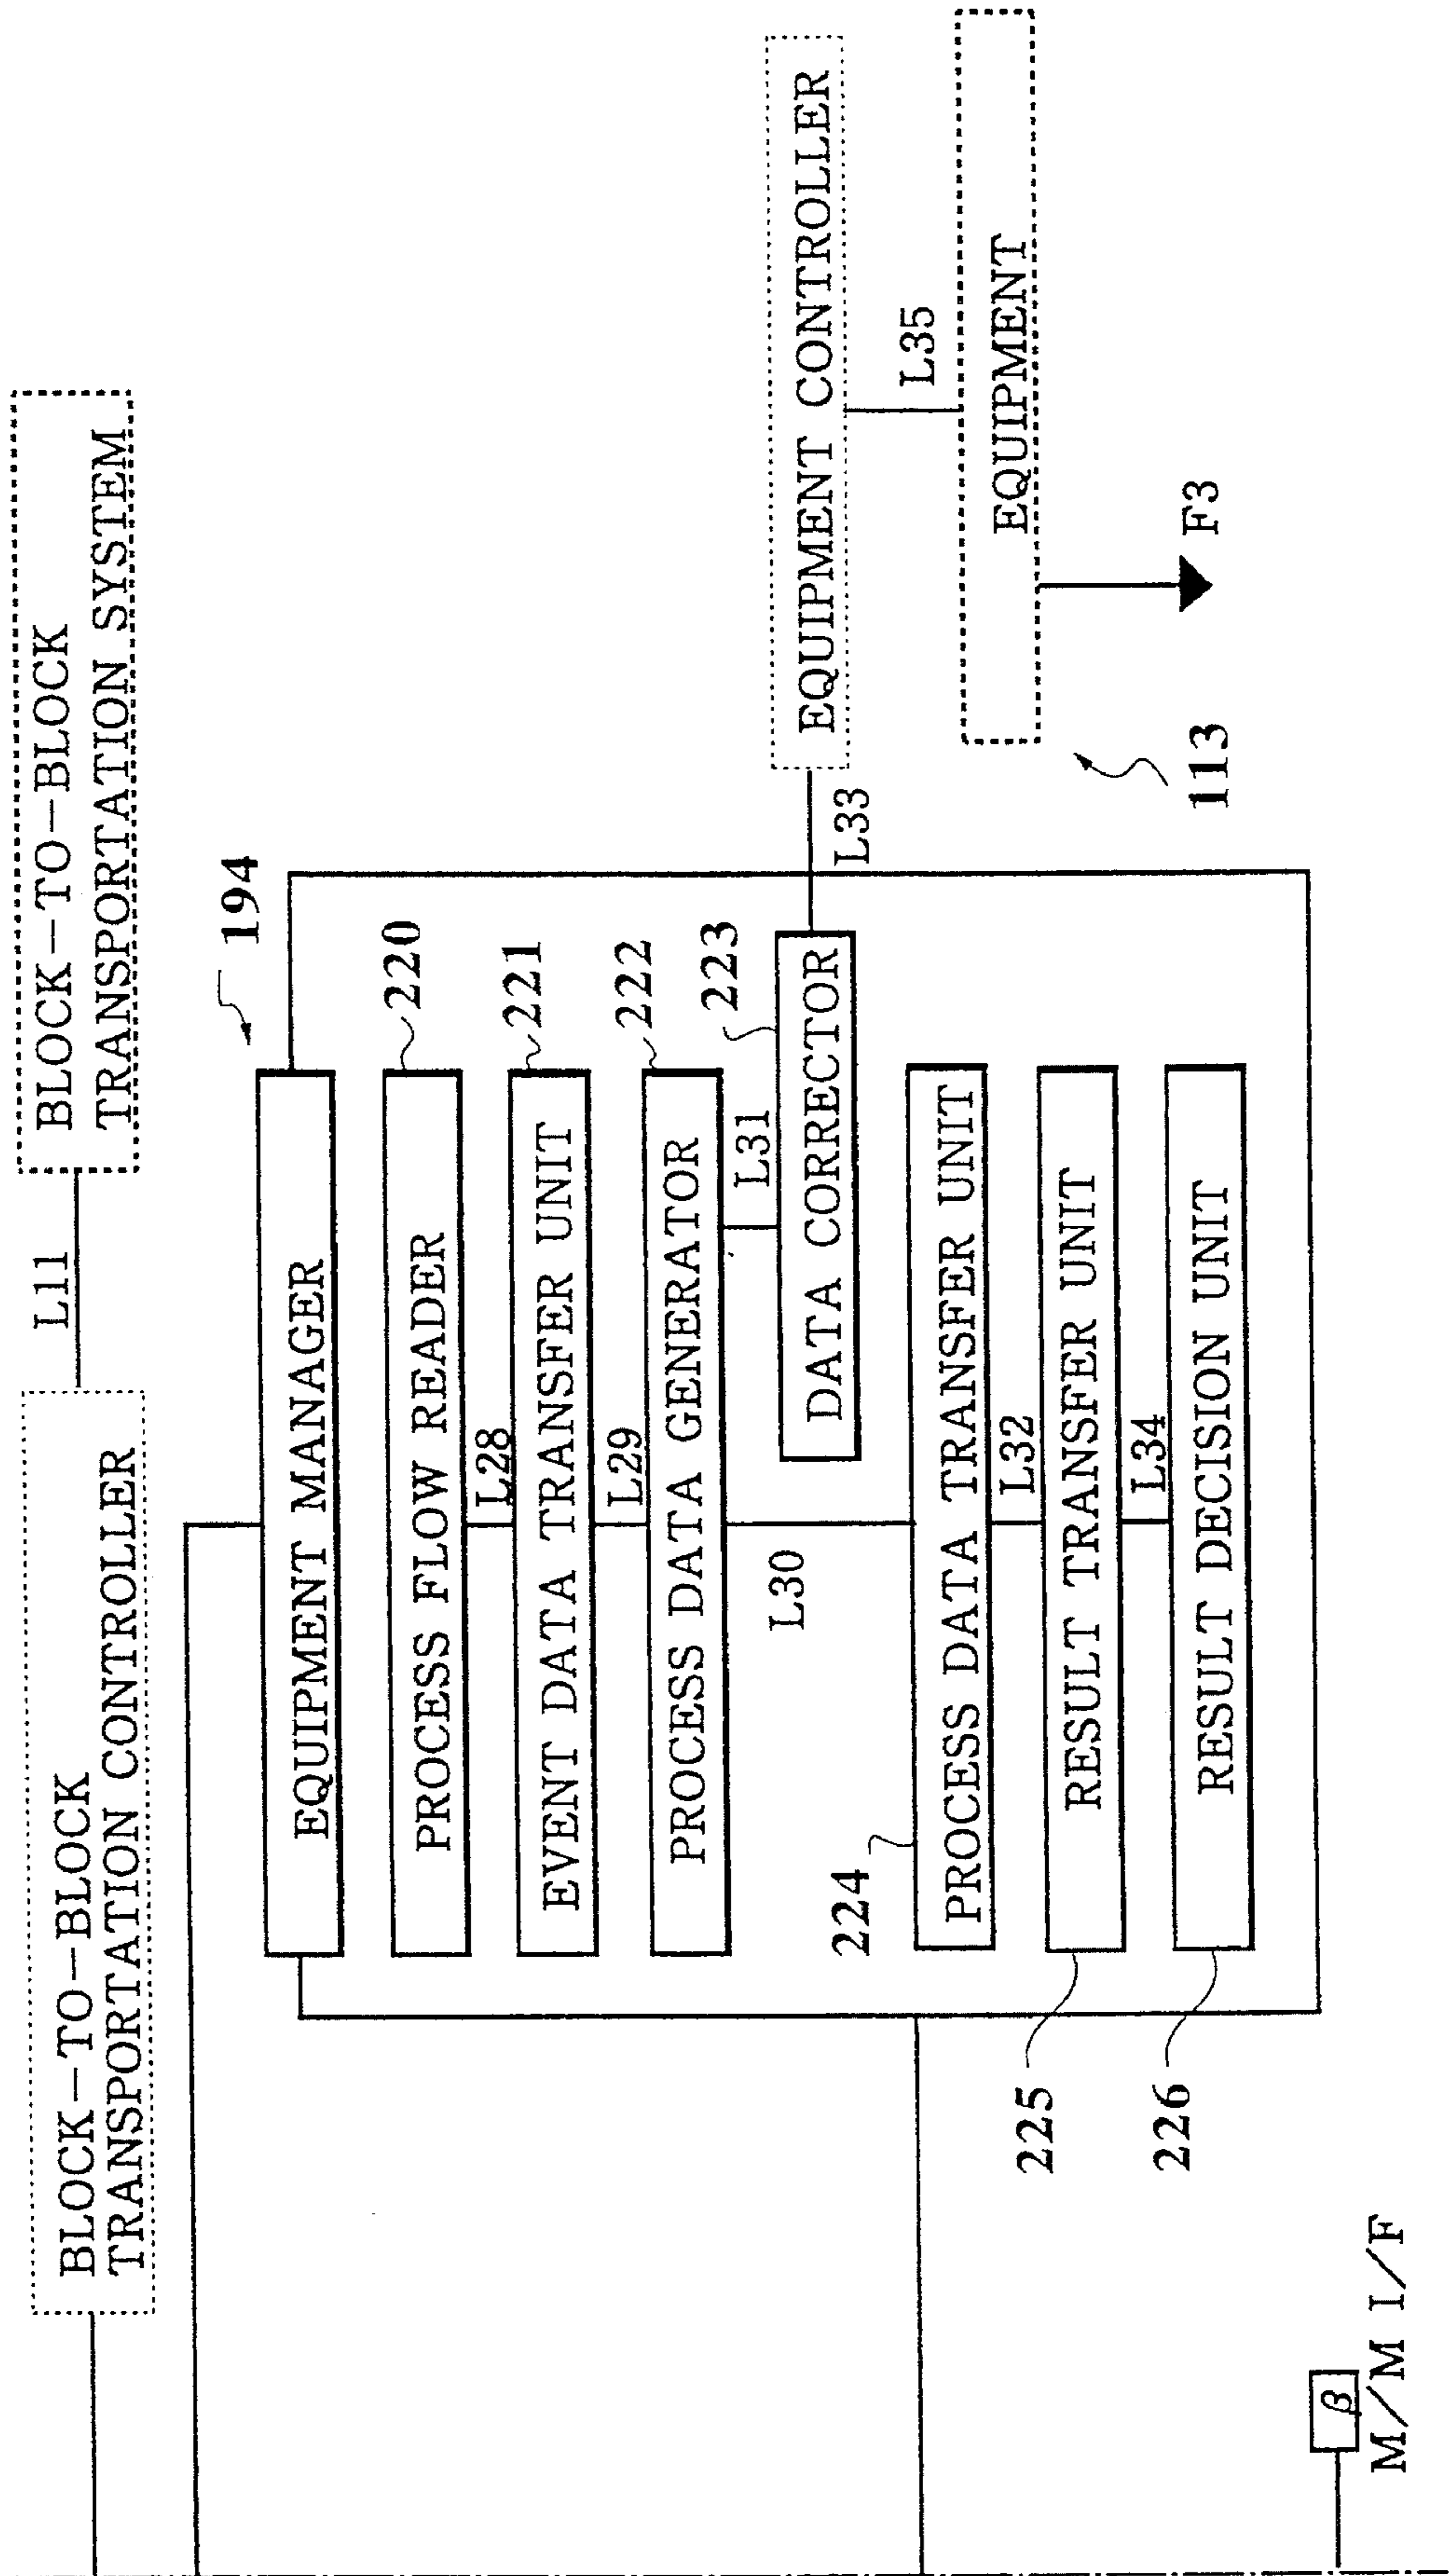 BLOCK-TO-BLOCK
TRANSPORTATION CONTROLLER
L11
BLOCK-TO-BLOCK
TRANSPORTATION SYSTEM
194
EQUIPMENT MANAGER
PROCESS FLOW READER
220
L28
EVENT DATA TRANSFER UNIT
221
L29
PROCESS DATA GENERATOR
222
L31
223
DATA CORRECTOR
L33
EQUIPMENT CONTROLLER
L35
EQUIPMENT
113
F3
L30
224
PROCESS DATA TRANSFER UNIT
L32
225
RESULT TRANSFER UNIT
L34
226
RESULT DECISION UNIT
β
M/M I/F